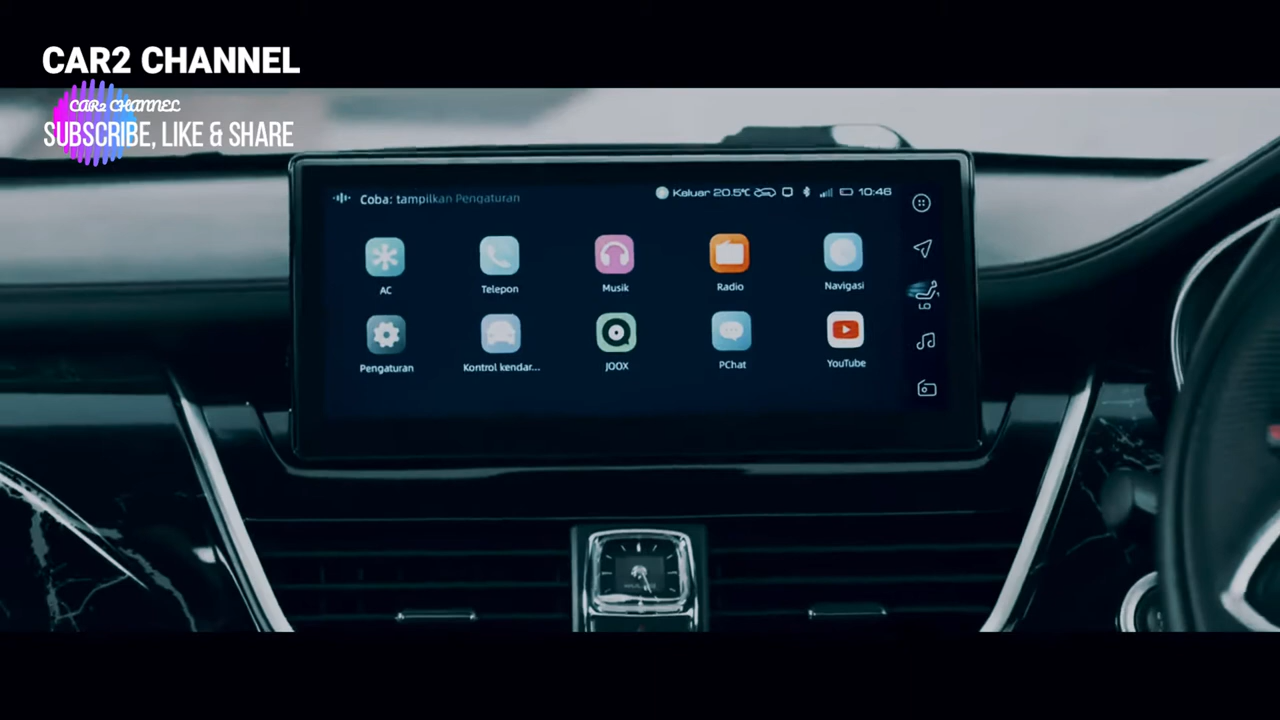 CAR2 CHANNEL
CAR2 CHANNEL
SUBSCRIBE, LIKE & SHARE
Coba: tampilkan Pengaturan
Keluar 20.5℃ 10:46
AC
Telepon
Musik
Radio
Navigasi
LO
Pengaturan
Kontrol kendar...
JOOX
PChat
YouTube